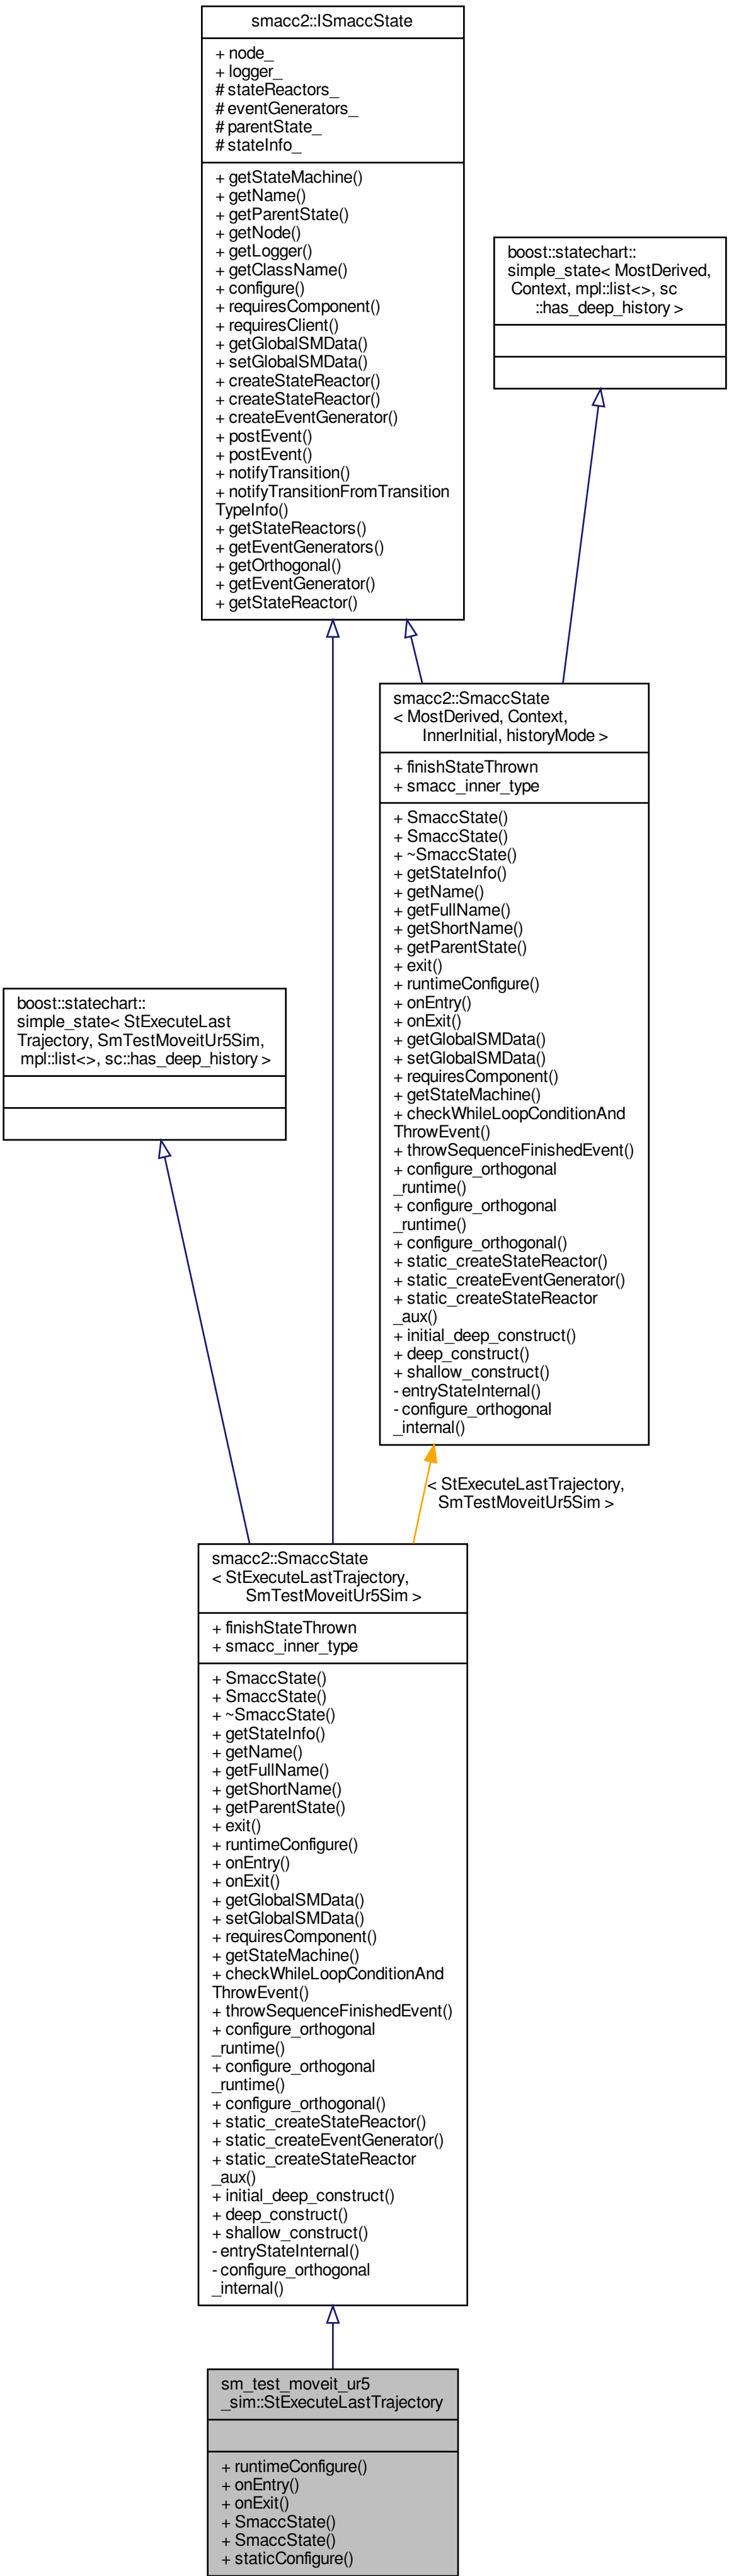 smacc2::ISmaccState
+ node_
+ logger_
# stateReactors_
# eventGenerators_
# parentState_
# stateInfo_
+ getStateMachine()
+ getName()
+ getParentState()
+ getNode()
+ getLogger()
+ getClassName()
+ configure()
+ requiresComponent()
+ requiresClient()
+ getGlobalSMData()
+ setGlobalSMData()
+ createStateReactor()
+ createStateReactor()
+ createEventGenerator()
+ postEvent()
+ postEvent()
+ notifyTransition()
+ notifyTransitionFromTransition
TypeInfo()
+ getStateReactors()
+ getEventGenerators()
+ getOrthogonal()
+ getEventGenerator()
+ getStateReactor()
boost::statechart::
simple_state< MostDerived,
Context, mpl::list<>, sc
::has_deep_history >
smacc2::SmaccState
< MostDerived, Context,
InnerInitial, historyMode >
+ finishStateThrown
+ smacc_inner_type
+ SmaccState()
+ SmaccState()
+ ~SmaccState()
+ getStateInfo()
+ getName()
+ getFullName()
+ getShortName()
+ getParentState()
+ exit()
+ runtimeConfigure()
+ onEntry()
+ onExit()
+ getGlobalSMData()
+ setGlobalSMData()
+ requiresComponent()
+ getStateMachine()
+ checkWhileLoopConditionAnd
ThrowEvent()
+ throwSequenceFinishedEvent()
+ configure_orthogonal
_runtime()
+ configure_orthogonal
_runtime()
+ configure_orthogonal()
+ static_createStateReactor()
+ static_createEventGenerator()
+ static_createStateReactor
_aux()
+ initial_deep_construct()
+ deep_construct()
+ shallow_construct()
- entryStateInternal()
- configure_orthogonal
_internal()
boost::statechart::
simple_state< StExecuteLast
Trajectory, SmTestMoveitUr5Sim,
mpl::list<>, sc::has_deep_history >
< StExecuteLastTrajectory,
SmTestMoveitUr5Sim >
smacc2::SmaccState
< StExecuteLastTrajectory,
SmTestMoveitUr5Sim >
+ finishStateThrown
+ smacc_inner_type
+ SmaccState()
+ SmaccState()
+ ~SmaccState()
+ getStateInfo()
+ getName()
+ getFullName()
+ getShortName()
+ getParentState()
+ exit()
+ runtimeConfigure()
+ onEntry()
+ onExit()
+ getGlobalSMData()
+ setGlobalSMData()
+ requiresComponent()
+ getStateMachine()
+ checkWhileLoopConditionAnd
ThrowEvent()
+ throwSequenceFinishedEvent()
+ configure_orthogonal
_runtime()
+ configure_orthogonal
_runtime()
+ configure_orthogonal()
+ static_createStateReactor()
+ static_createEventGenerator()
+ static_createStateReactor
_aux()
+ initial_deep_construct()
+ deep_construct()
+ shallow_construct()
- entryStateInternal()
- configure_orthogonal
_internal()
sm_test_moveit_ur5
_sim::StExecuteLastTrajectory
+ runtimeConfigure()
+ onEntry()
+ onExit()
+ SmaccState()
+ SmaccState()
+ staticConfigure()